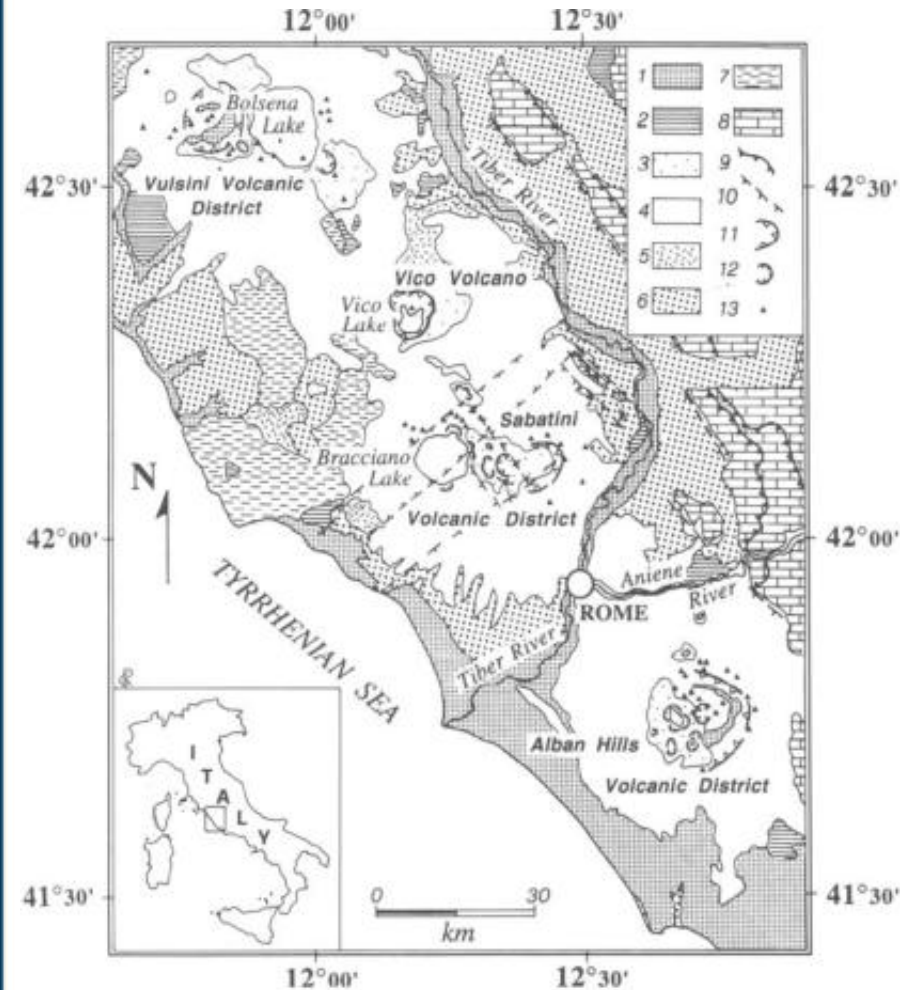 12°00' 12°30'
1 7
2 8
3 9
4 10
5 11
6 12
13
Bolsena
Lake
Tiber River
42°30' 42°30'
Vulsini Volcanic
District
Vico Volcano
Vico
Lake
Sabatini
Bracciano
Lake
N
Volcanic District
42°00' 42°00'
Aniene
River
ROME
TYRRHENIAN SEA
Tiber River
Alban Hills
Volcanic District
ITALY
41°30' 41°30'
0 30
km
12°00' 12°30'